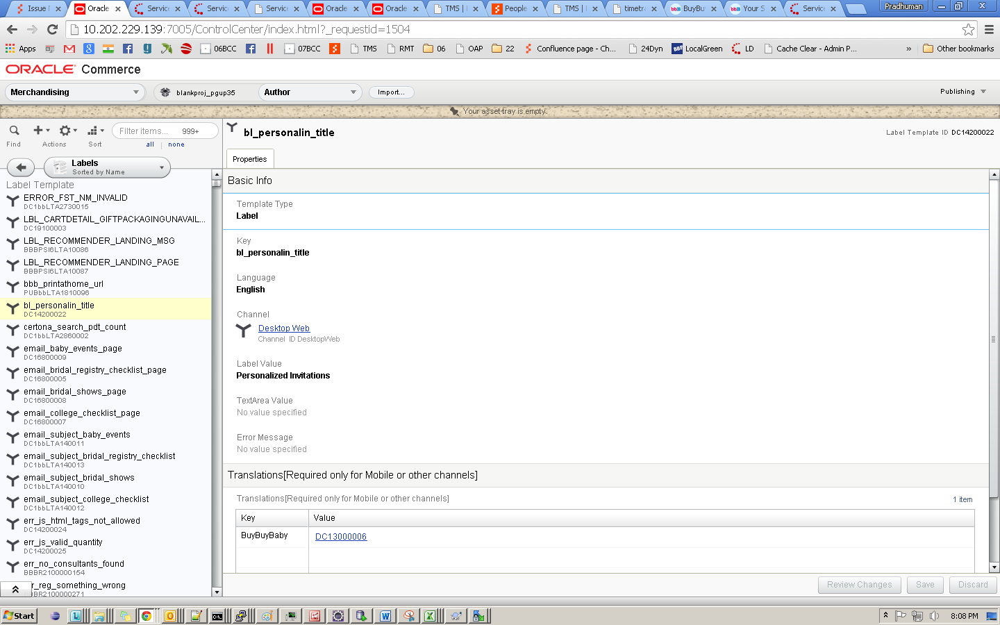 Issue
Oracle
Service
Service
Service
Oracle
Oracle
TMS |
People
TMS |
timetra
BuyBu
Your S
Service
Pradhuman
10.202.229.139:7005/ControlCenter/index.html?_requestid=1504
Apps
06BCC
07BCC
TMS
RMT
06
OAP
22
Confluence page - Ch...
24Dyn
LocalGreen
LD
Cache Clear - Admin P...
»
Other bookmarks
ORACLE Commerce
Merchandising
blankproj_pgup35
Author
Import...
Publishing
Your asset tray is empty.
Find
Actions
Sort
Filter items... 999+
all | none
Labels
Sorted by Name
Label Template
ERROR_FST_NM_INVALID
DC1bbLTA2730015
LBL_CARTDETAIL_GIFTPACKAGINGUNAVAIL...
DC19100003
LBL_RECOMMENDER_LANDING_MSG
BBBPSI6LTA10086
LBL_RECOMMENDER_LANDING_PAGE
BBBPSI6LTA10087
bbb_printathome_url
PUBbbLTA1810096
bl_personalin_title
DC14200022
certona_search_pdt_count
DC1bbLTA2860002
email_baby_events_page
DC16800009
email_bridal_registry_checklist_page
DC16800005
email_bridal_shows_page
DC16800008
email_college_checklist_page
DC16800007
email_subject_baby_events
DC1bbLTA140011
email_subject_bridal_registry_checklist
DC1bbLTA140013
email_subject_bridal_shows
DC1bbLTA140010
email_subject_college_checklist
DC1bbLTA140012
err_js_html_tags_not_allowed
DC14200024
err_js_valid_quantity
DC14200025
err_no_consultants_found
BBBR2100000154
r_reg_something_wrong
BBBR2100000271
bl_personalin_title
Label Template ID DC14200022
Properties
Basic Info
Template Type
Label
Key
bl_personalin_title
Language
English
Channel
Desktop Web
Channel ID DesktopWeb
Label Value
Personalized Invitations
TextArea Value
No value specified
Error Message
No value specified
Translations[Required only for Mobile or other channels]
Translations[Required only for Mobile or other channels]
1 item
Key
Value
BuyBuyBaby
DC13000006
Review Changes
Save
Discard
Start
8:08 PM